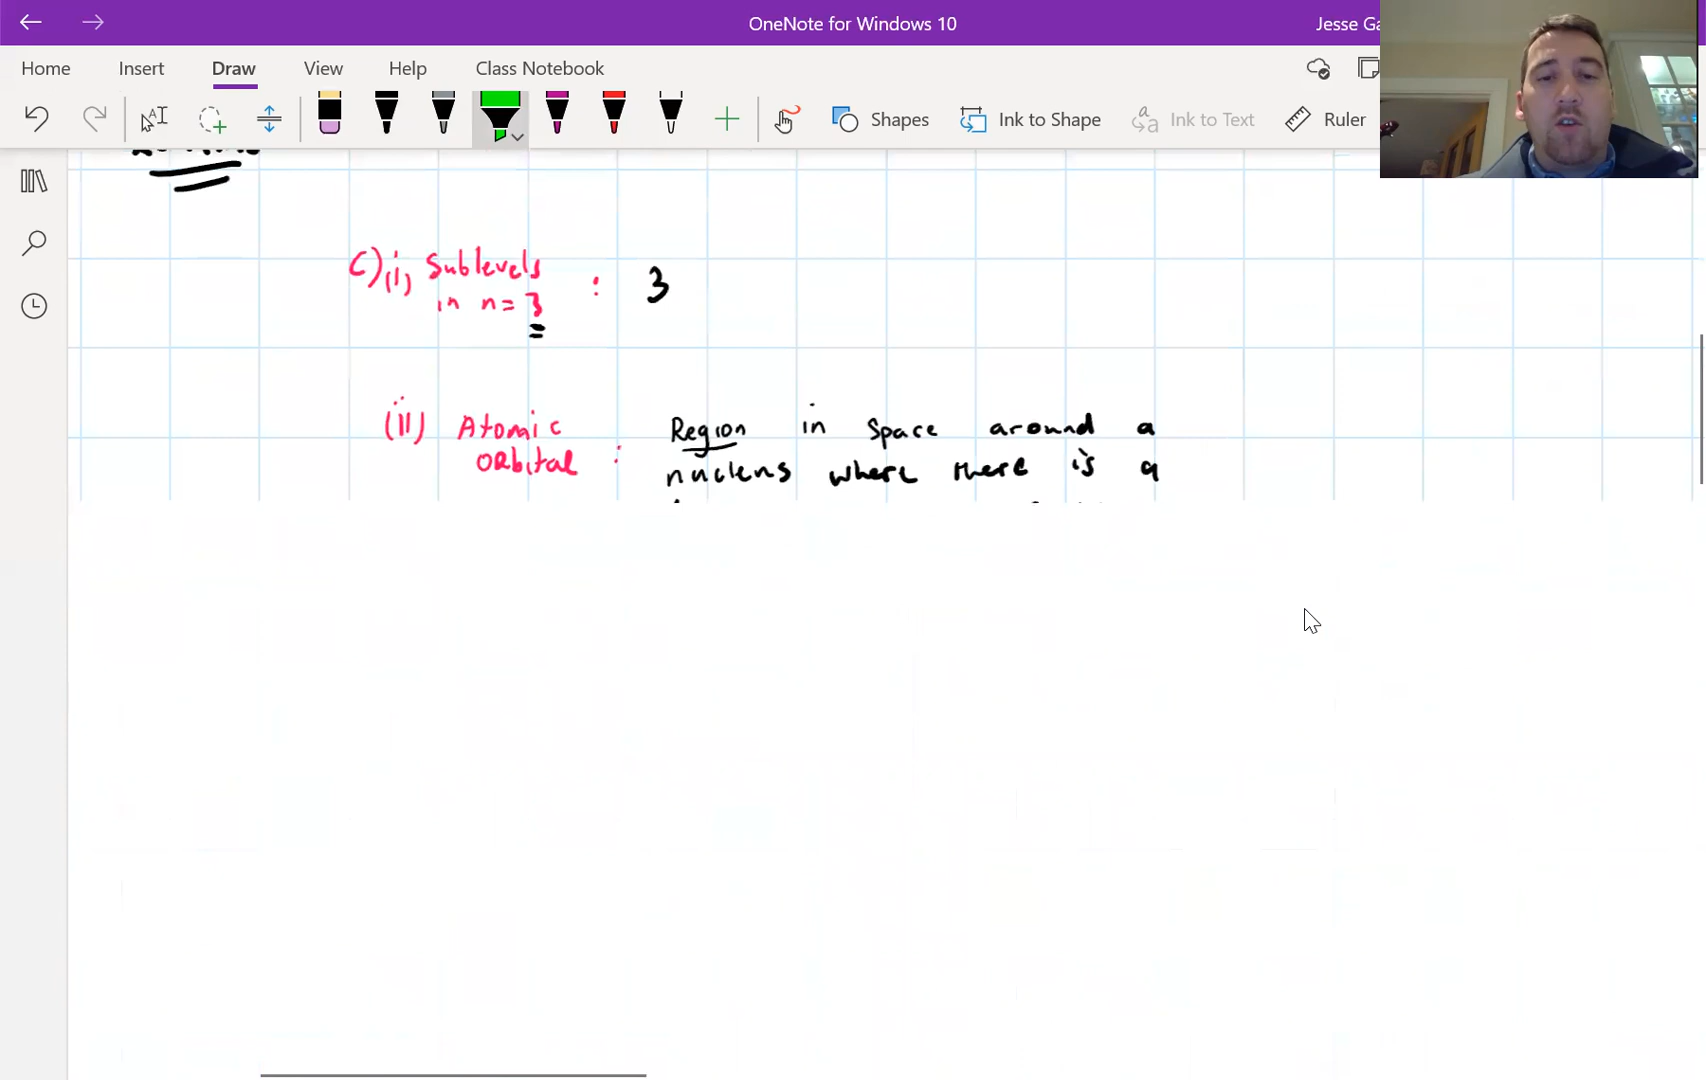 OneNote for Windows 10
Jesse Ga
Home Insert Draw View Help Class Notebook
Shapes Ink to Shape Ink to Text Ruler
C)(i) Sublevels : 3
in n = 3
(ii) Atomic : Region in space around a
orbital nucleus where there is a